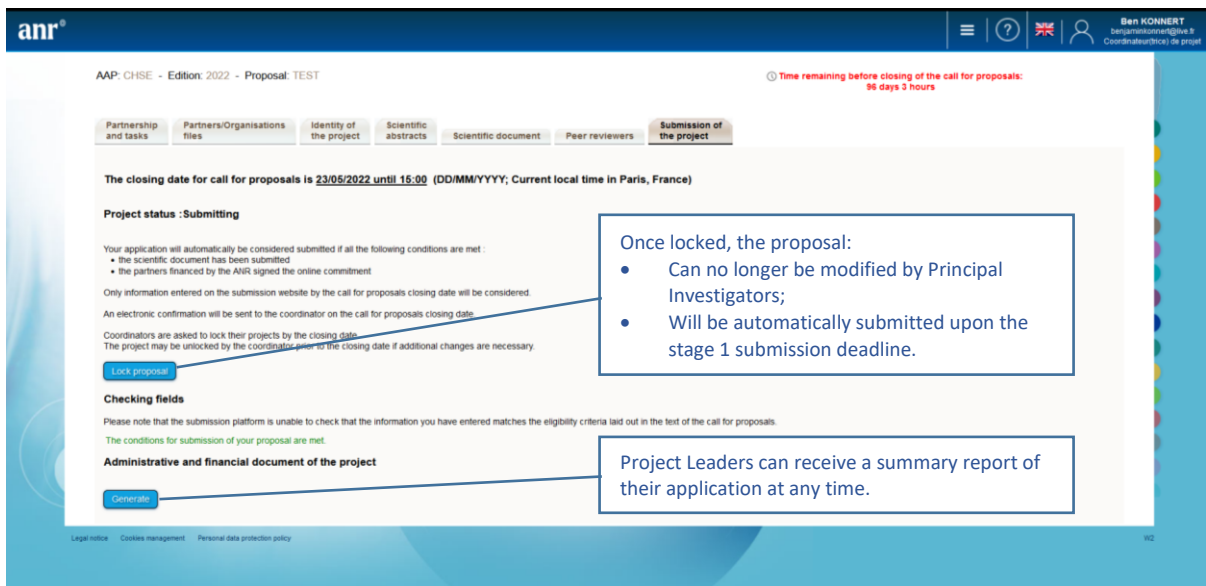 anr°
?
Ben KONNERT
benjaminkonnert@live.fr
Coordinateur(trice) de projet
AAP: CHSE - Edition: 2022 - Proposal: TEST
Time remaining before closing of the call for proposals:
96 days 3 hours
Partnership and tasks
Partners/Organisations files
Identity of the project
Scientific abstracts
Scientific document
Peer reviewers
Submission of the project
The closing date for call for proposals is 23/05/2022 until 15:00 (DD/MM/YYYY; Current local time in Paris, France)
Project status :Submitting
Your application will automatically be considered submitted if all the following conditions are met :
• the scientific document has been submitted
• the partners financed by the ANR signed the online commitment
Only information entered on the submission website by the call for proposals closing date will be considered.
An electronic confirmation will be sent to the coordinator on the call for proposals closing date
Coordinators are asked to lock their projects by the closing date
The project may be unlocked by the coordinator prior to the closing date if additional changes are necessary.
Lock proposal
Once locked, the proposal:
• Can no longer be modified by Principal
Investigators;
• Will be automatically submitted upon the
stage 1 submission deadline.
Checking fields
Please note that the submission platform is unable to check that the information you have entered matches the eligibility criteria laid out in the text of the call for proposals.
The conditions for submission of your proposal are met.
Administrative and financial document of the project
Generate
Project Leaders can receive a summary report of
their application at any time.
Legal notice Cookies management Personal data protection policy
W2